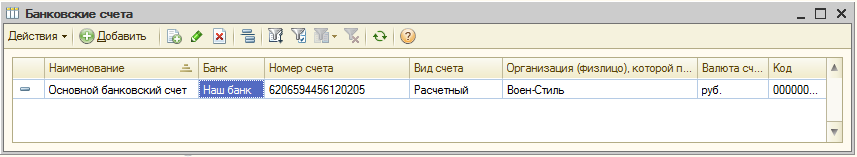 Банковские счета
Действия Добавить
Наименование Банк Номер счета Вид счета Организация (физлицо), которой п... Валюта сч... Код
Основной банковский счет Наш банк 6206594456120205 Расчетный Воен-Стиль руб. 000000...